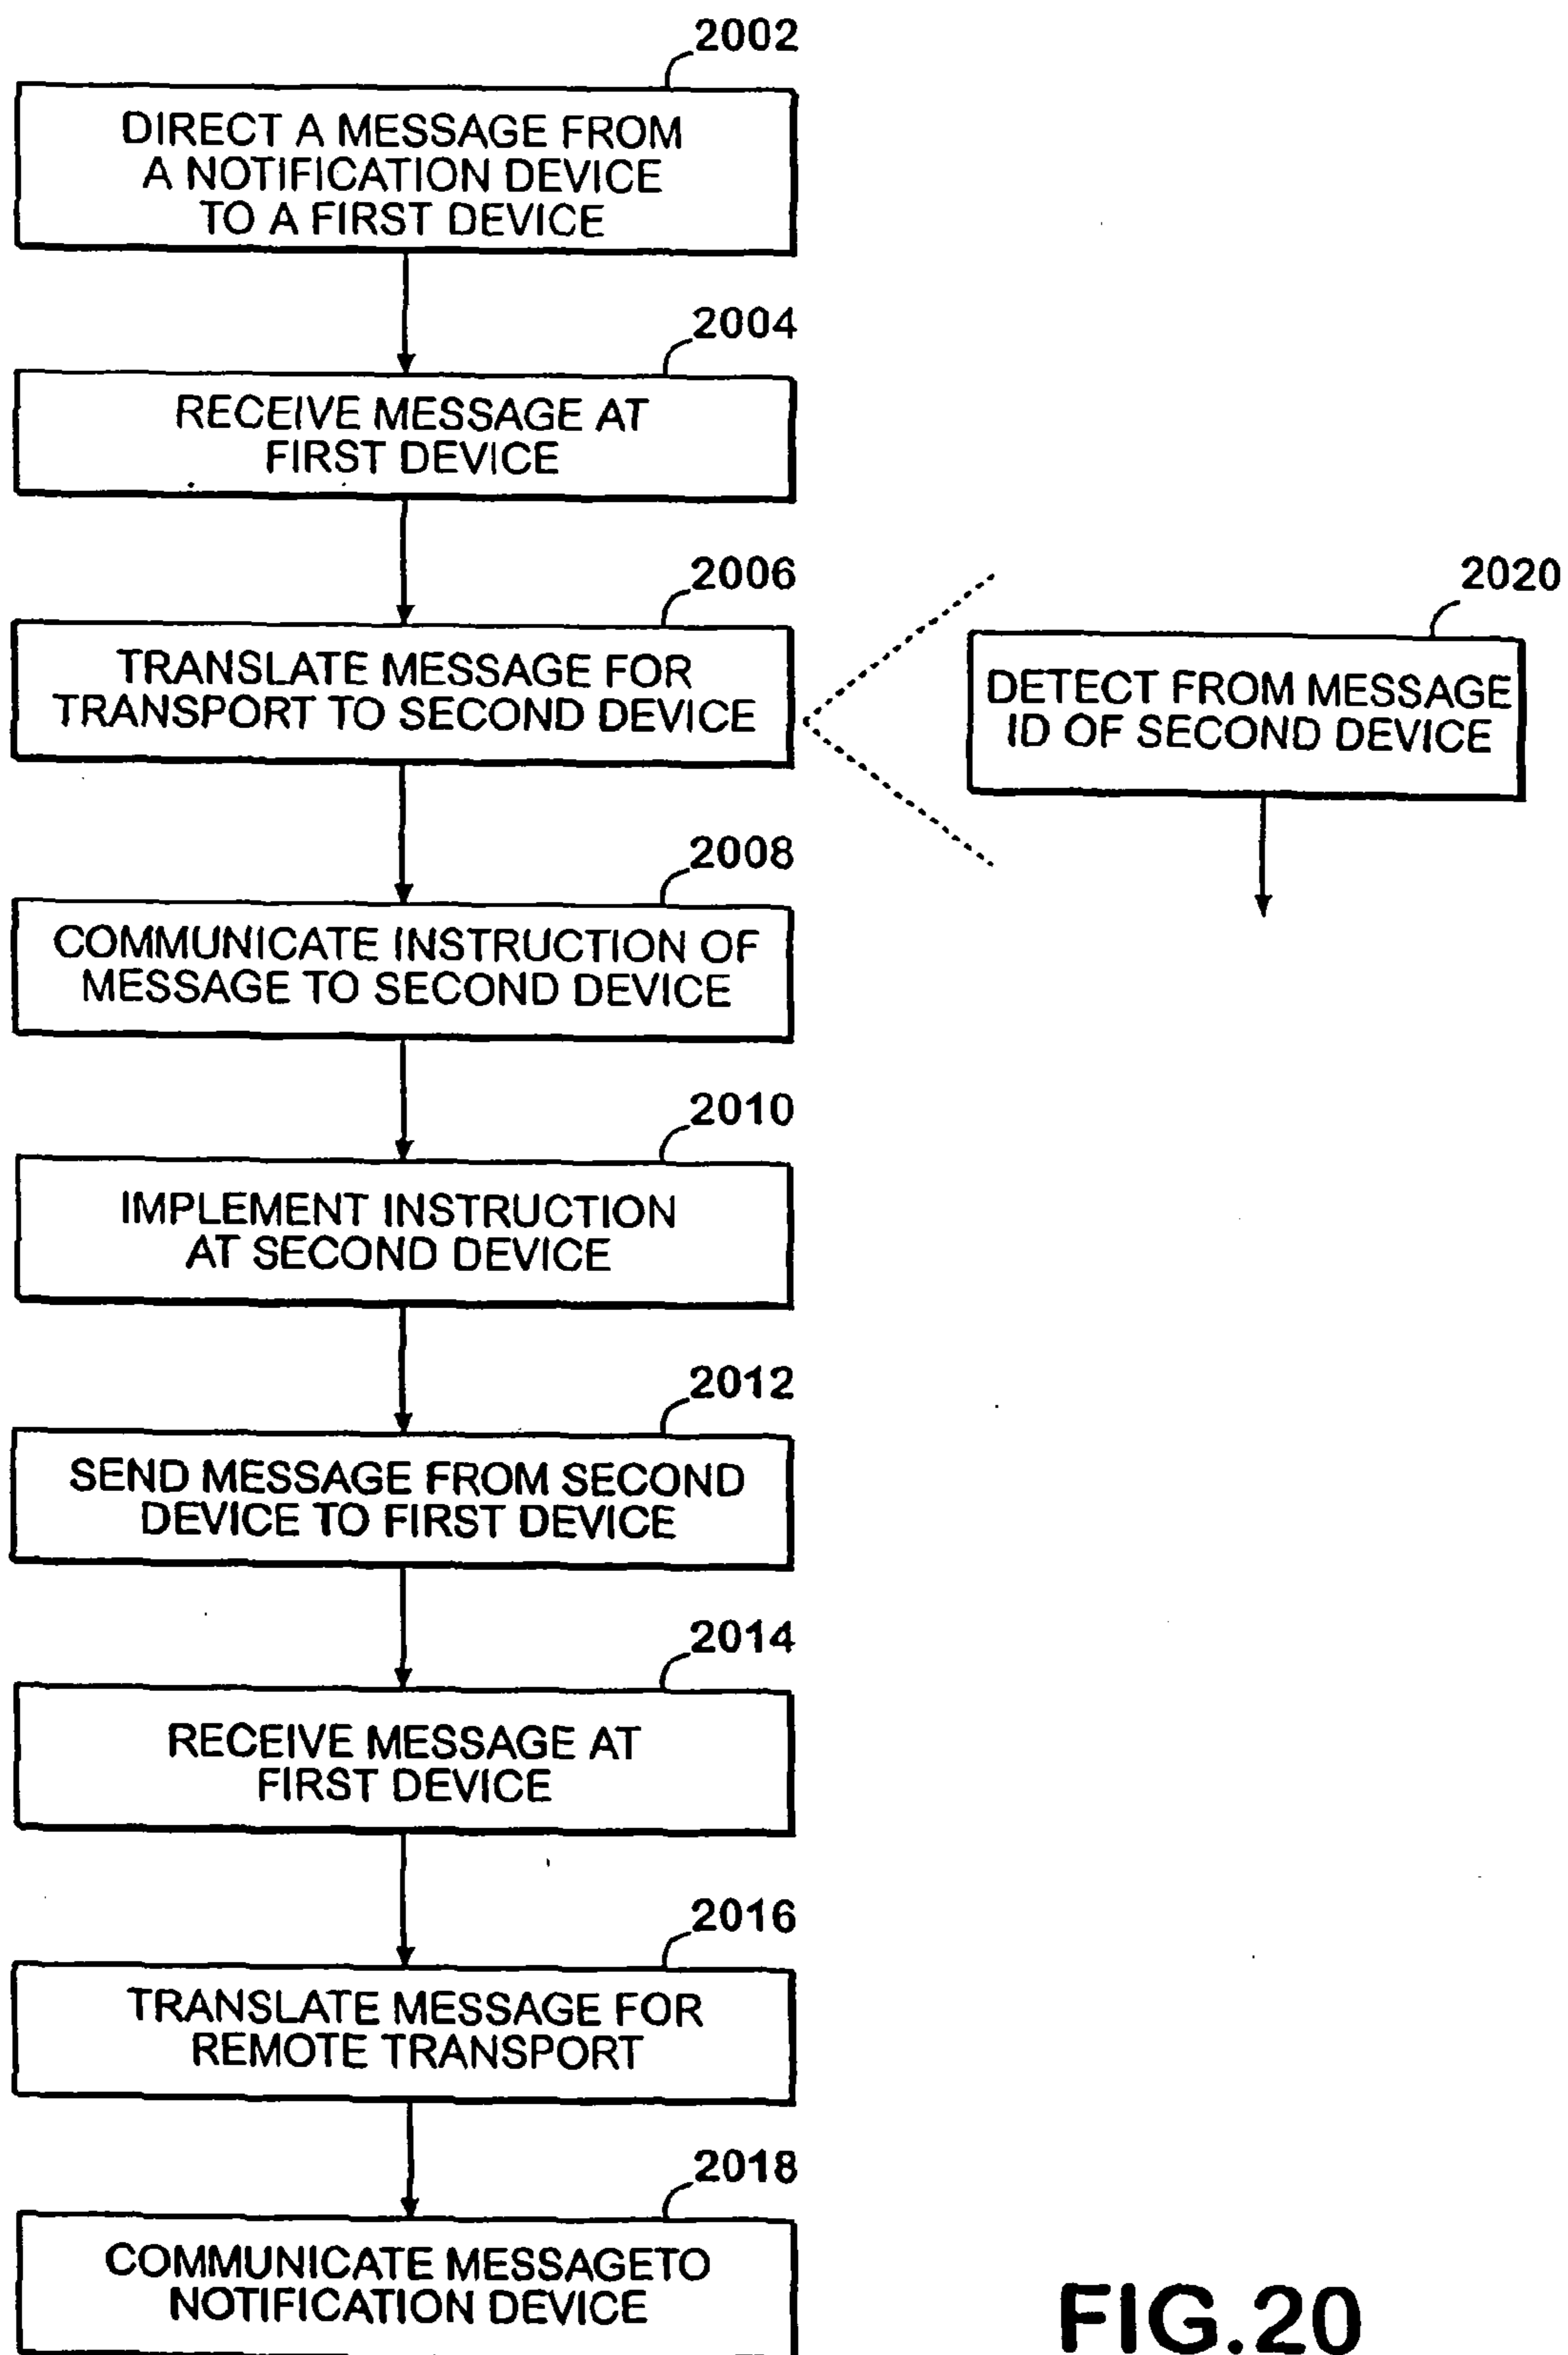 2002
DIRECT A MESSAGE FROM
A NOTIFICATION DEVICE
TO A FIRST DEVICE
2004
RECEIVE MESSAGE AT
FIRST DEVICE
2006
TRANSLATE MESSAGE FOR
TRANSPORT TO SECOND DEVICE
2020
DETECT FROM MESSAGE
ID OF SECOND DEVICE
2008
COMMUNICATE INSTRUCTION OF
MESSAGE TO SECOND DEVICE
2010
IMPLEMENT INSTRUCTION
AT SECOND DEVICE
2012
SEND MESSAGE FROM SECOND
DEVICE TO FIRST DEVICE
2014
RECEIVE MESSAGE AT
FIRST DEVICE
2016
TRANSLATE MESSAGE FOR
REMOTE TRANSPORT
2018
COMMUNICATE MESSAGETO
NOTIFICATION DEVICE
FIG.20